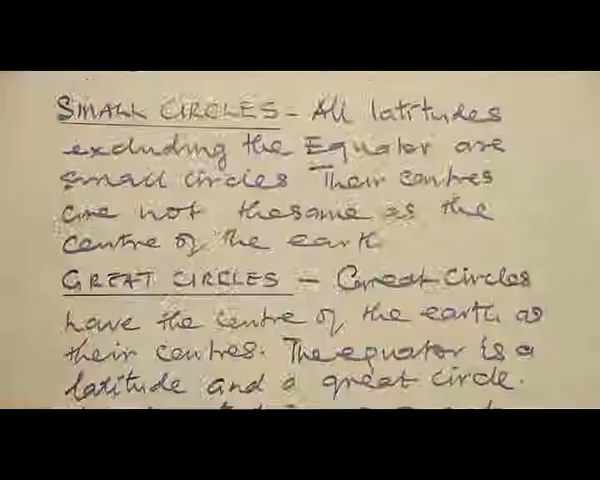 SMALL CIRCLES - All latitudes
excluding the Equator are
small circles Their centres
are not thesame as the
centre of the earth
GREAT CIRCLES - Great circles
have the centre of the earth as
their centres. The equator is a
latitude and a great circle.